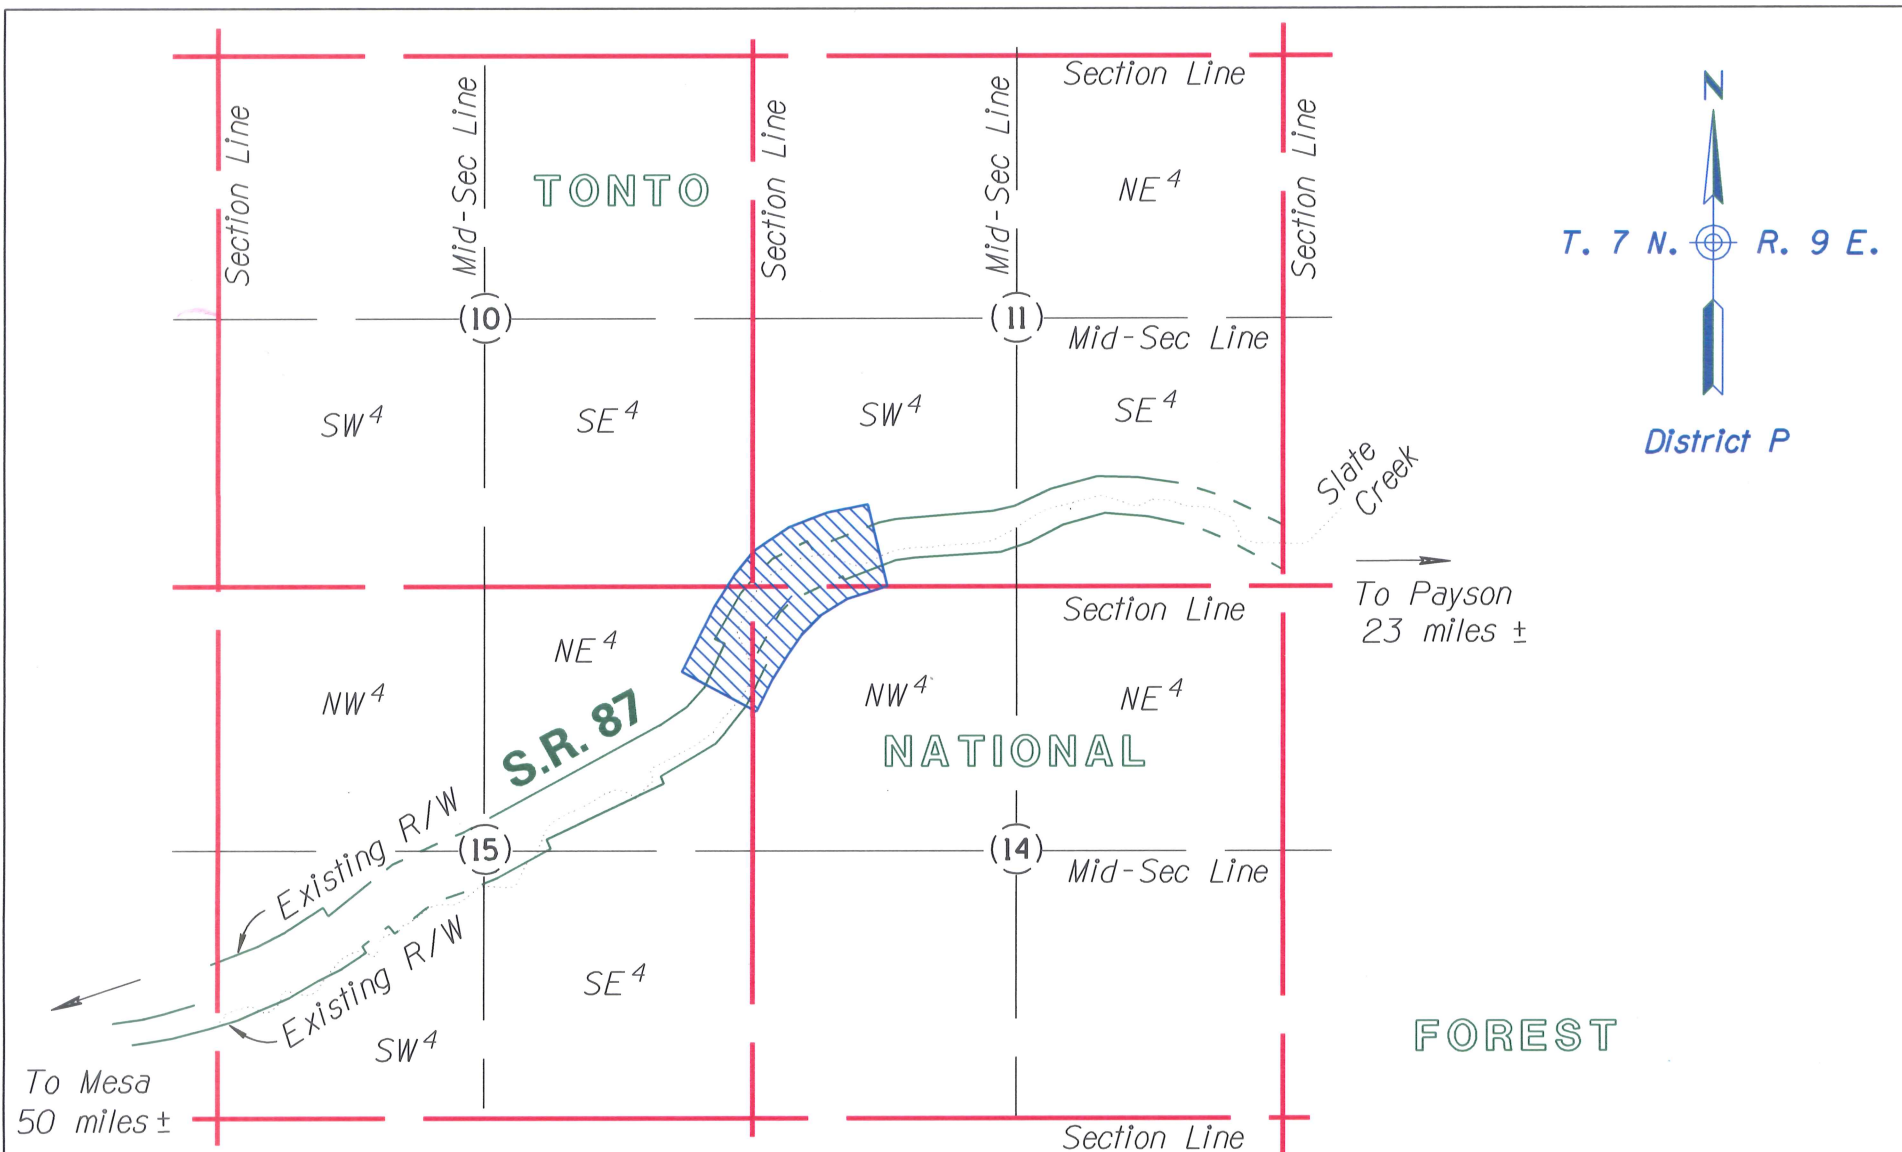 Section Line
N
Section Line
Mid-Sec Line
Section Line
Mid-Sec Line
Section Line
TONTO
NE 4
T. 7 N. R. 9 E.
(10)
(11)
Mid-Sec Line
SW 4
SE 4
SW 4
SE 4
District P
Slate
Creek
To Payson
23 miles ±
Section Line
NE 4
NW 4
NW 4
NE 4
S.R. 87
NATIONAL
Existing R/W
(15)
(14)
Mid-Sec Line
Existing R/W
SE 4
SW 4
FOREST
To Mesa
50 miles ±
Section Line